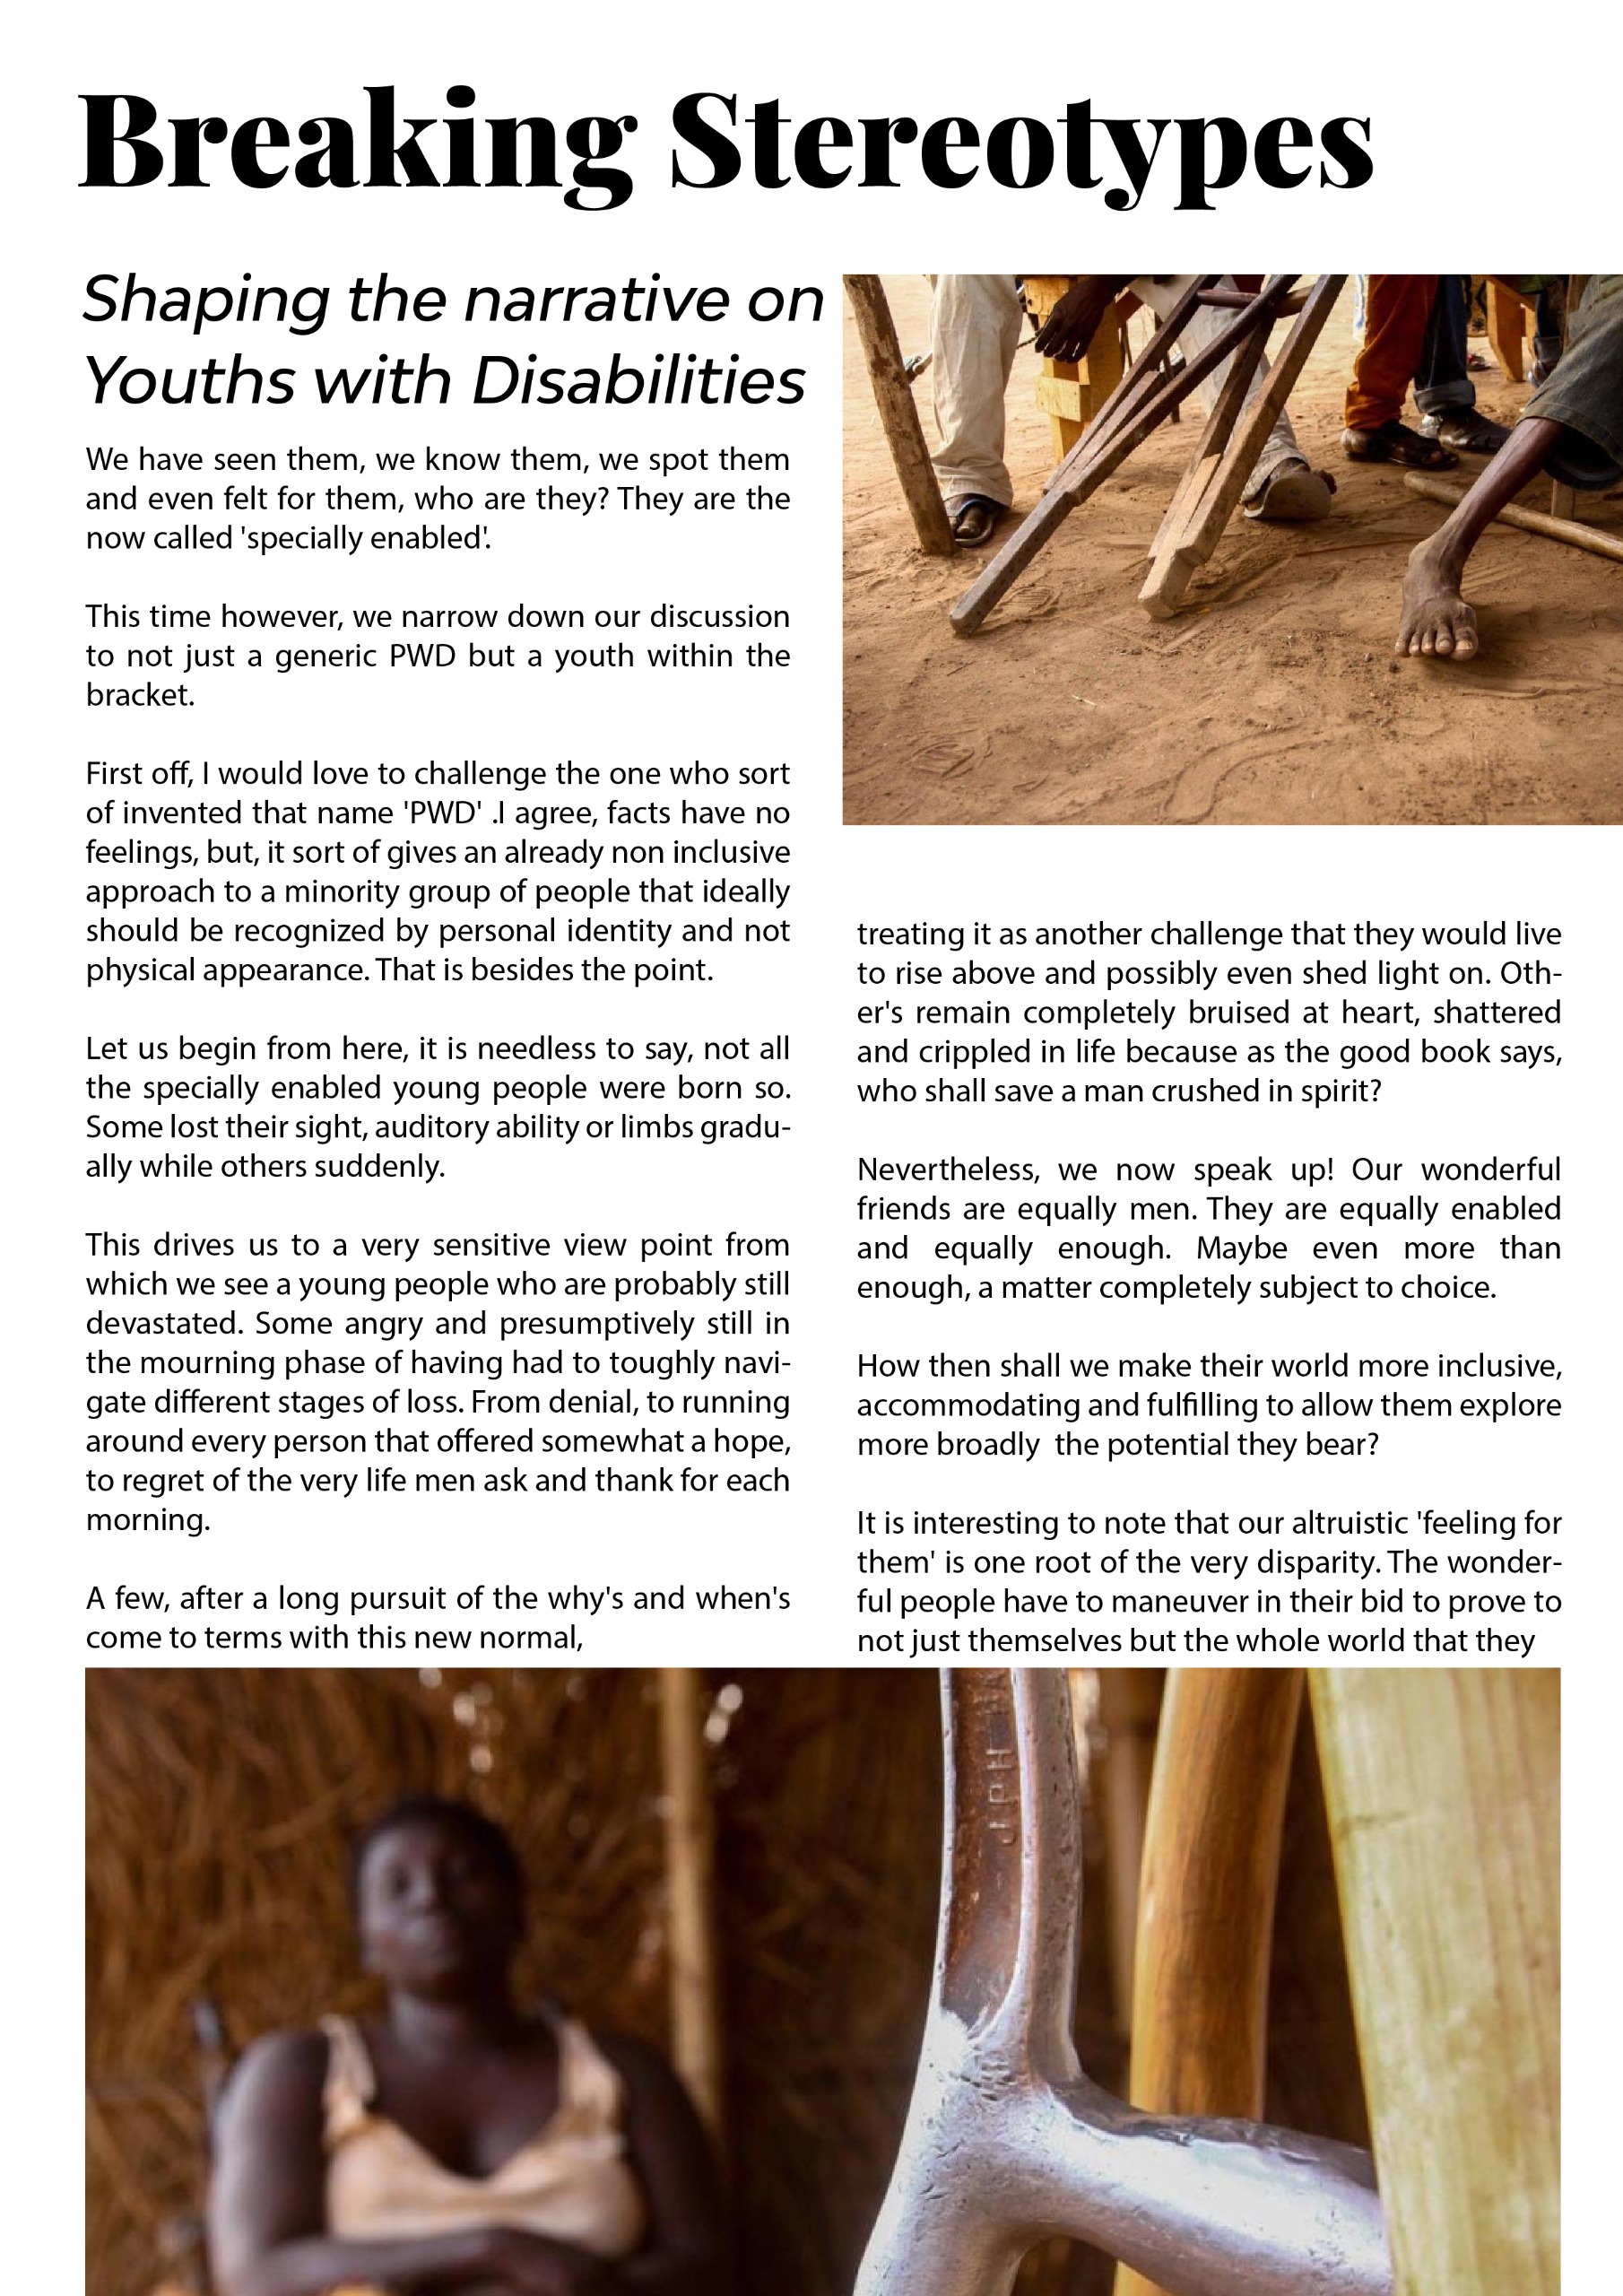 Breaking Stereotypes
Shaping the narrative on
Youths with Disabilities
We have seen them, we know them, we spot them
and even felt for them, who are they? They are the
now called 'specially enabled'.
This time however, we narrow down our discussion
to not just a generic PWD but a youth within the
bracket.
First off, I would love to challenge the one who sort
of invented that name 'PWD' .I agree, facts have no
feelings, but, it sort of gives an already non inclusive
approach to a minority group of people that ideally
should be recognized by personal identity and not
physical appearance. That is besides the point.
Let us begin from here, it is needless to say, not all
the specially enabled young people were born so.
Some lost their sight, auditory ability or limbs gradu-
ally while others suddenly.
This drives us to a very sensitive view point from
which we see a young people who are probably still
devastated. Some angry and presumptively still in
the mourning phase of having had to toughly navi-
gate different stages of loss. From denial, to running
around every person that offered somewhat a hope,
to regret of the very life men ask and thank for each
morning.
A few, after a long pursuit of the why's and when's
come to terms with this new normal,
treating it as another challenge that they would live
to rise above and possibly even shed light on. Oth-
er's remain completely bruised at heart, shattered
and crippled in life because as the good book says,
who shall save a man crushed in spirit?
Nevertheless, we now speak up! Our wonderful
friends are equally men. They are equally enabled
and equally enough. Maybe even more than
enough, a matter completely subject to choice.
How then shall we make their world more inclusive,
accommodating and fulfilling to allow them explore
more broadly  the potential they bear?
It is interesting to note that our altruistic 'feeling for
them' is one root of the very disparity. The wonder-
ful people have to maneuver in their bid to prove to
not just themselves but the whole world that they
JPH